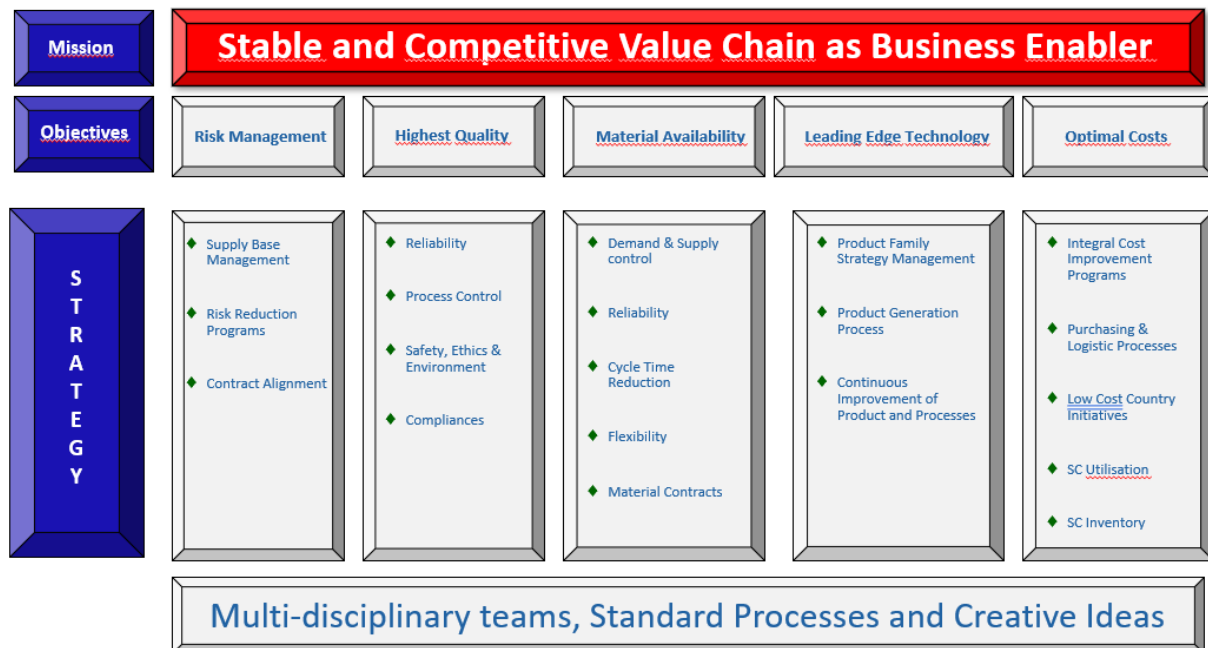 Mission
Stable and Competitive Value Chain as Business Enabler
Objectives
Risk Management
Highest Quality
Material Availability
Leading Edge Technology
Optimal Costs
S
T
R
A
T
E
G
Y
Supply Base
Management
Risk Reduction
Programs
Contract Alignment
Reliability
Process Control
Safety, Ethics &
Environment
Compliances
Demand & Supply
control
Reliability
Cycle Time
Reduction
Flexibility
Material Contracts
Product Family
Strategy Management
Product Generation
Process
Continuous
Improvement of
Product and Processes
Integral Cost
Improvement
Programs
Purchasing &
Logistic Processes
Low Cost Country
Initiatives
SC Utilisation
SC Inventory
Multi-disciplinary teams, Standard Processes and Creative Ideas